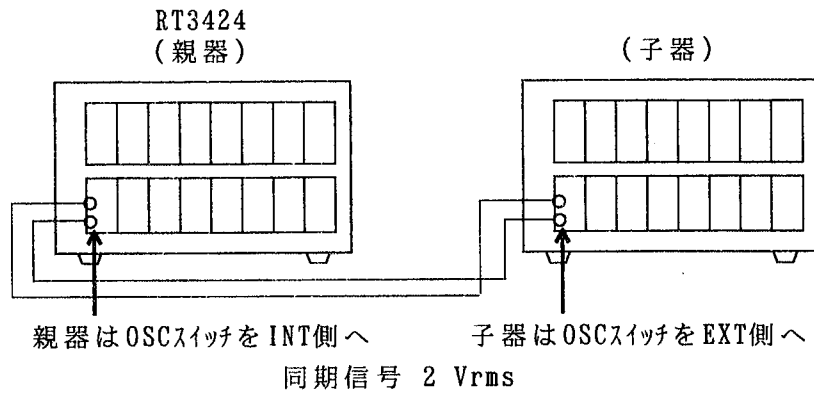 RT3424
(親器)
(子器)
親器はOSCスイッチをINT側へ
子器はOSCスイッチをEXT側へ
同期信号 2 Vrms